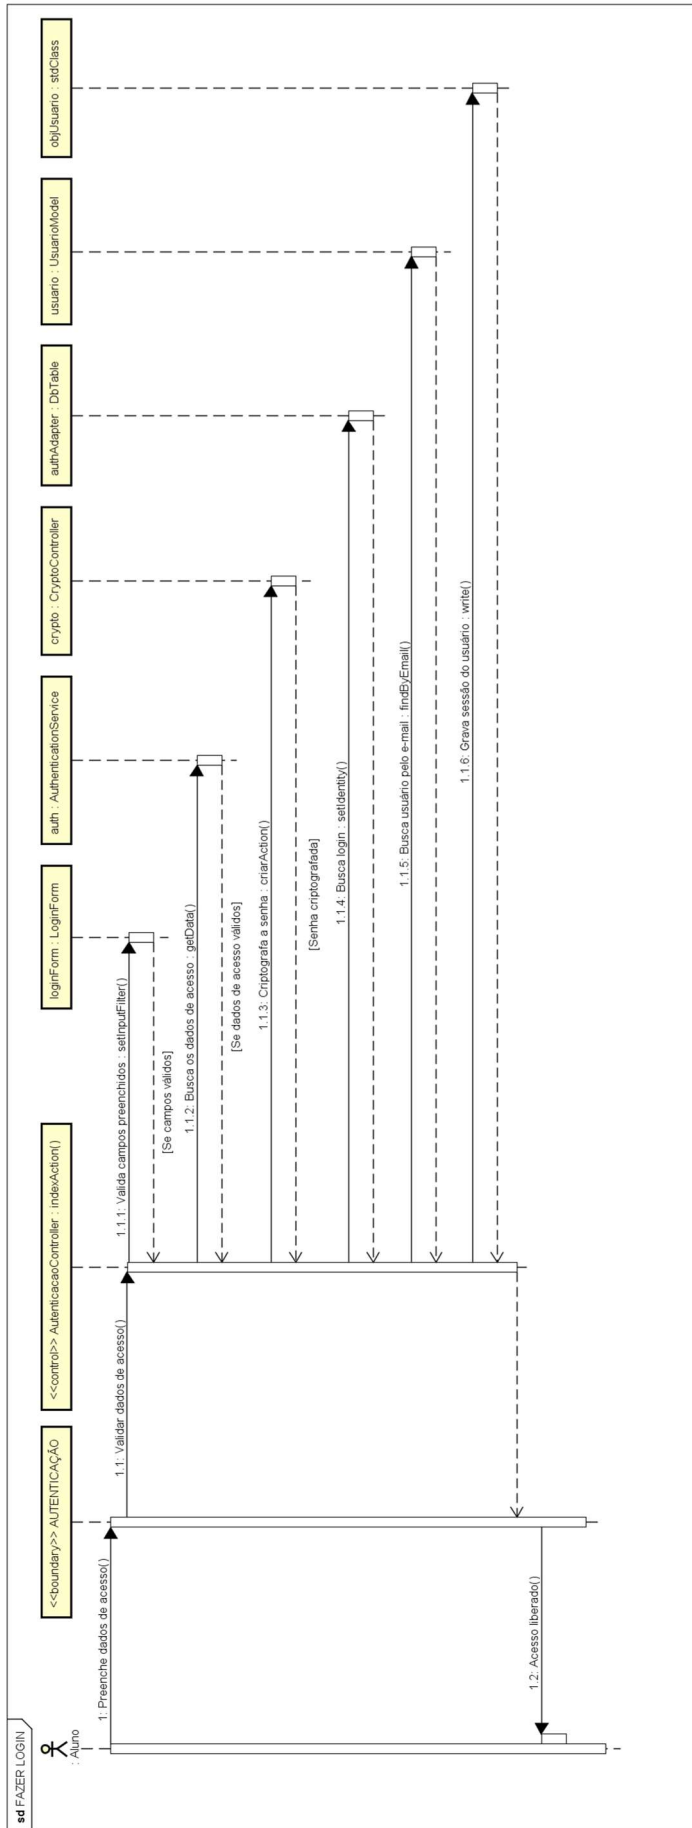 sd FAZER LOGIN
: Aluno
<<boundary>> AUTENTICAÇÃO
<<control>> AutenticacaoController : indexAction()
loginForm : LoginForm
auth : AuthenticationService
crypto : CryptoController
authAdapter : DbTable
usuario : UsuarioModel
objUsuario : stdClass
1: Preenche dados de acesso()
1.1: Validar dados de acesso()
1.1.1: Valida campos preenchidos : setInputFilter()
[Se campos válidos]
1.1.2: Busca os dados de acesso : getData()
[Se dados de acesso válidos]
1.1.3: Criptografa a senha : criarAction()
[Senha criptografada]
1.1.4: Busca login : setIdentity()
1.1.5: Busca usuário pelo e-mail : findByEmail()
1.1.6: Grava sessão do usuário : write()
1.2: Acesso liberado()